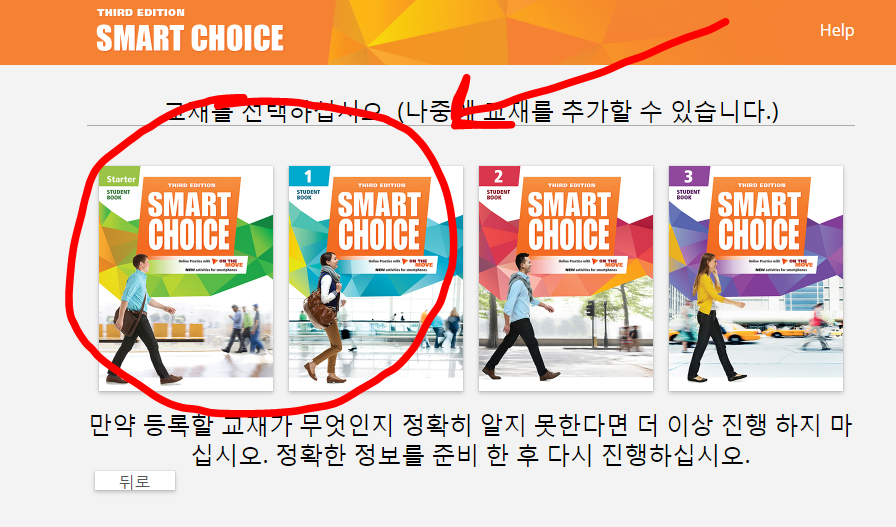 THIRD EDITION
SMART CHOICE
Help
교재를 선택하십시오. (나중에 교재를 추가할 수 있습니다.)
Starter
STUDENT
BOOK
THIRD EDITION
SMART
CHOICE
Online Practice with ON THE
MOVE
NEW activities for smartphones
1
STUDENT
BOOK
THIRD EDITION
SMART
CHOICE
Online Practice with ON THE
MOVE
NEW activities for smartphones
2
STUDENT
BOOK
THIRD EDITION
SMART
CHOICE
Online Practice with ON THE
MOVE
NEW activities for smartphones
3
STUDENT
BOOK
THIRD EDITION
SMART
CHOICE
Online Practice with ON THE
MOVE
NEW activities for smartphones
만약 등록할 교재가 무엇인지 정확히 알지 못한다면 더 이상 진행 하지 마
십시오. 정확한 정보를 준비 한 후 다시 진행하십시오.
뒤로